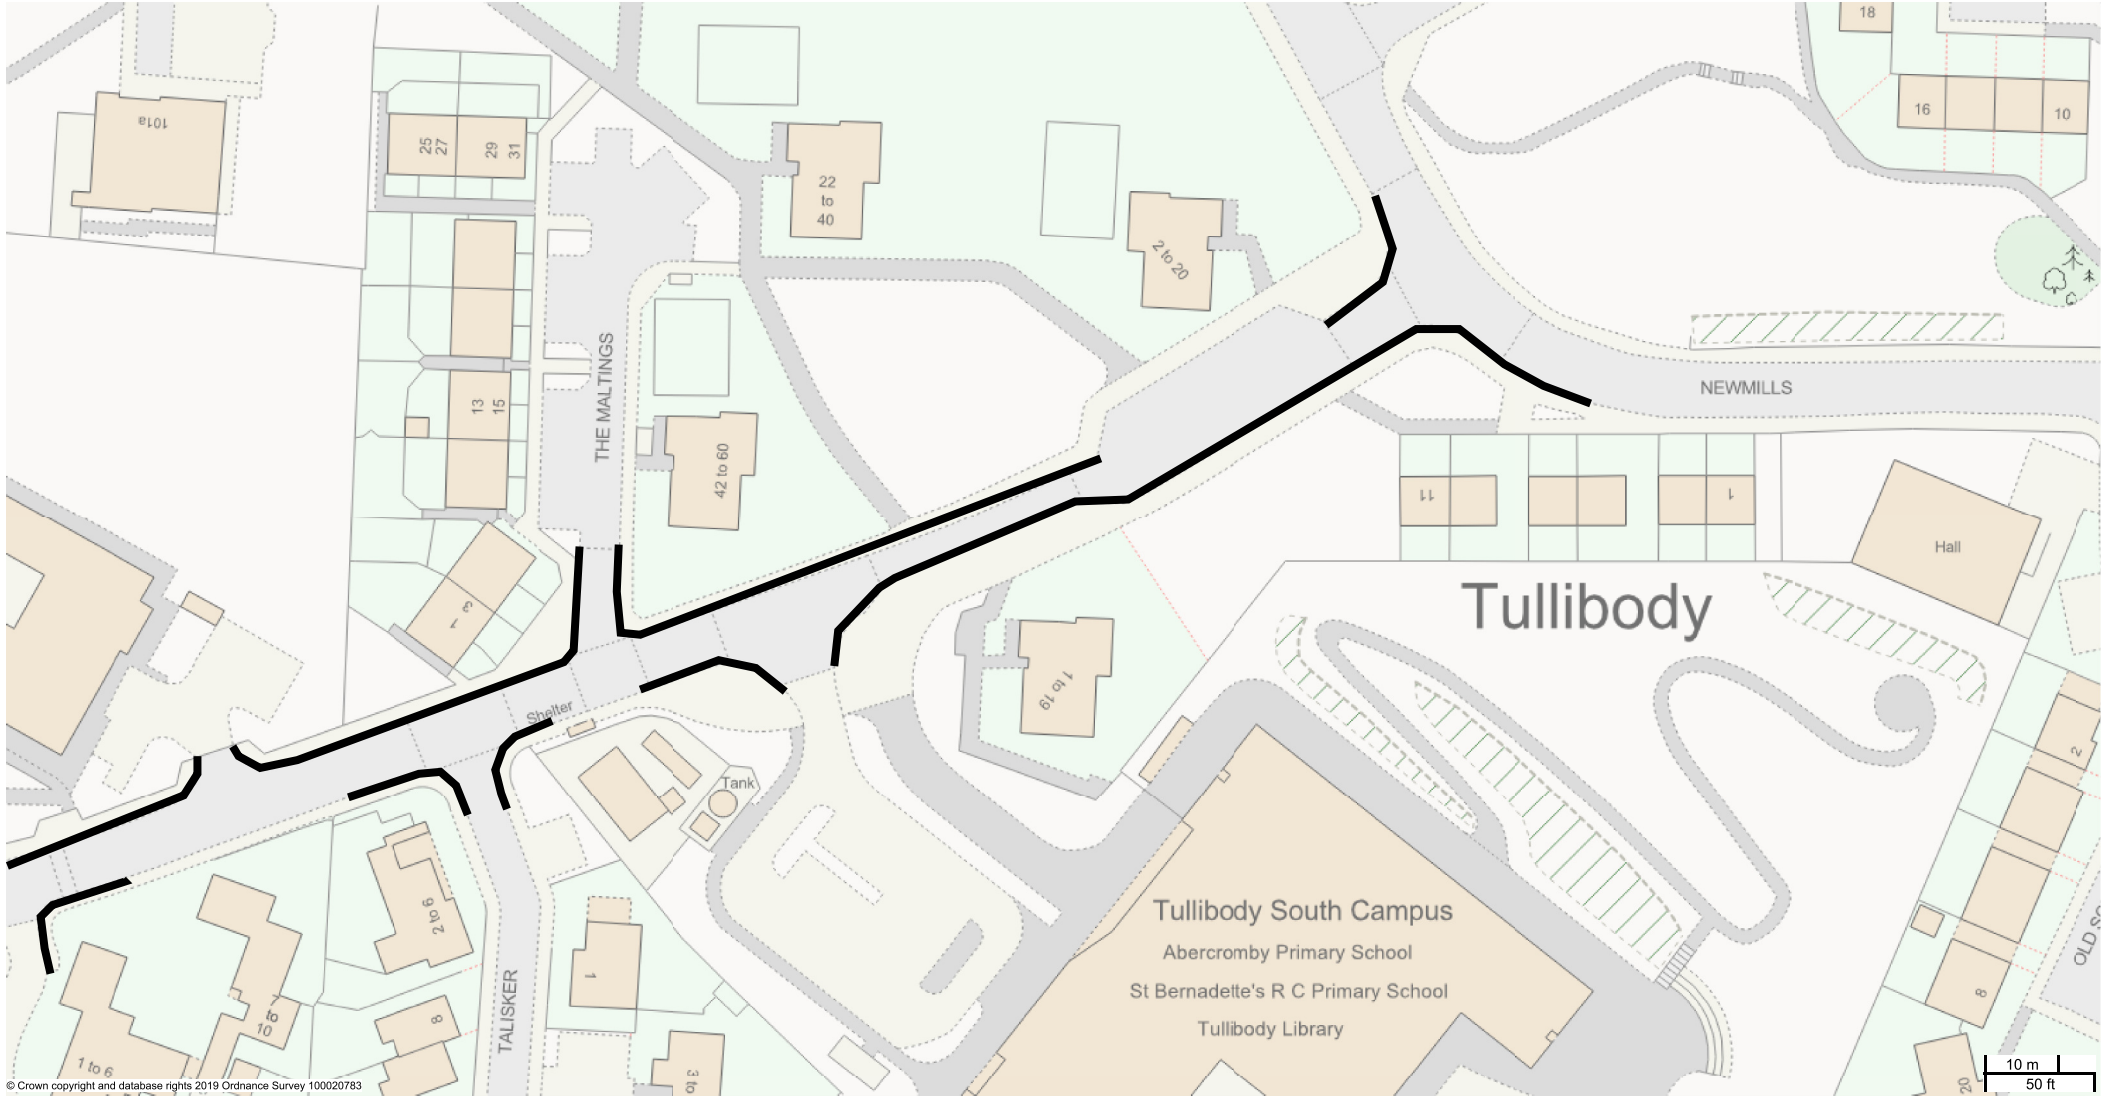 18
16
10
101a
25
27
29
31
22
to
40
2 to 20
THE MALTINGS
13
15
42 to 60
NEWMILLS
11
1
Hall
Tullibody
3
1
1 to 19
Shelter
Tank
2
2 to 6
Tullibody South Campus
Abercromby Primary School
St Bernadette's R C Primary School
Tullibody Library
1
8
7
to
10
TALISKER
8
OLD SC
1 to 6
3 to
20
10 m
50 ft
© Crown copyright and database rights 2019 Ordnance Survey 100020783